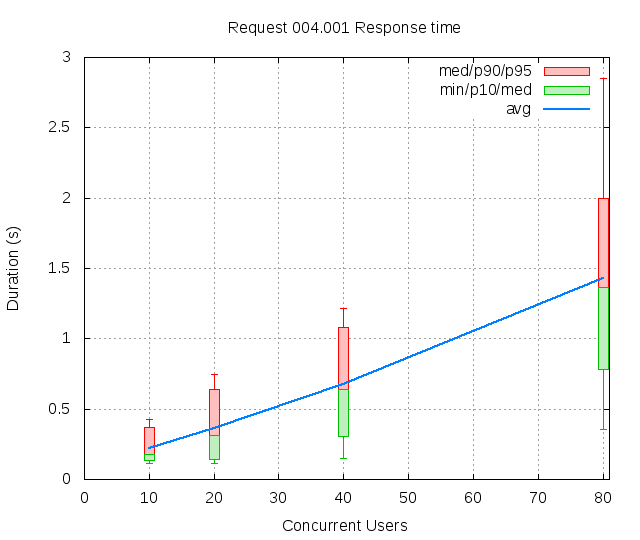 Request 004.001 Response time
3
2.5
2
1.5
1
0.5
0
Duration (s)
med/p90/p95
min/p10/med
avg
0 10 20 30 40 50 60 70 80
Concurrent Users